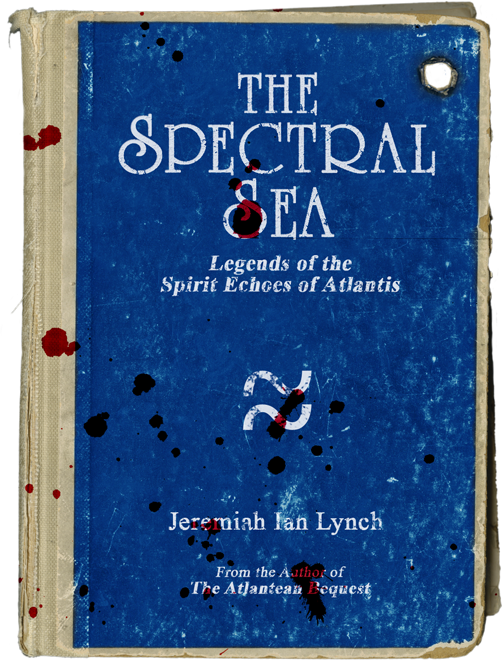 THE
SPECTRAL
SEA
Legends of the
Spirit Echoes of Atlantis
Jeremiah Ian Lynch
From the Author of
The Atlantean Bequest